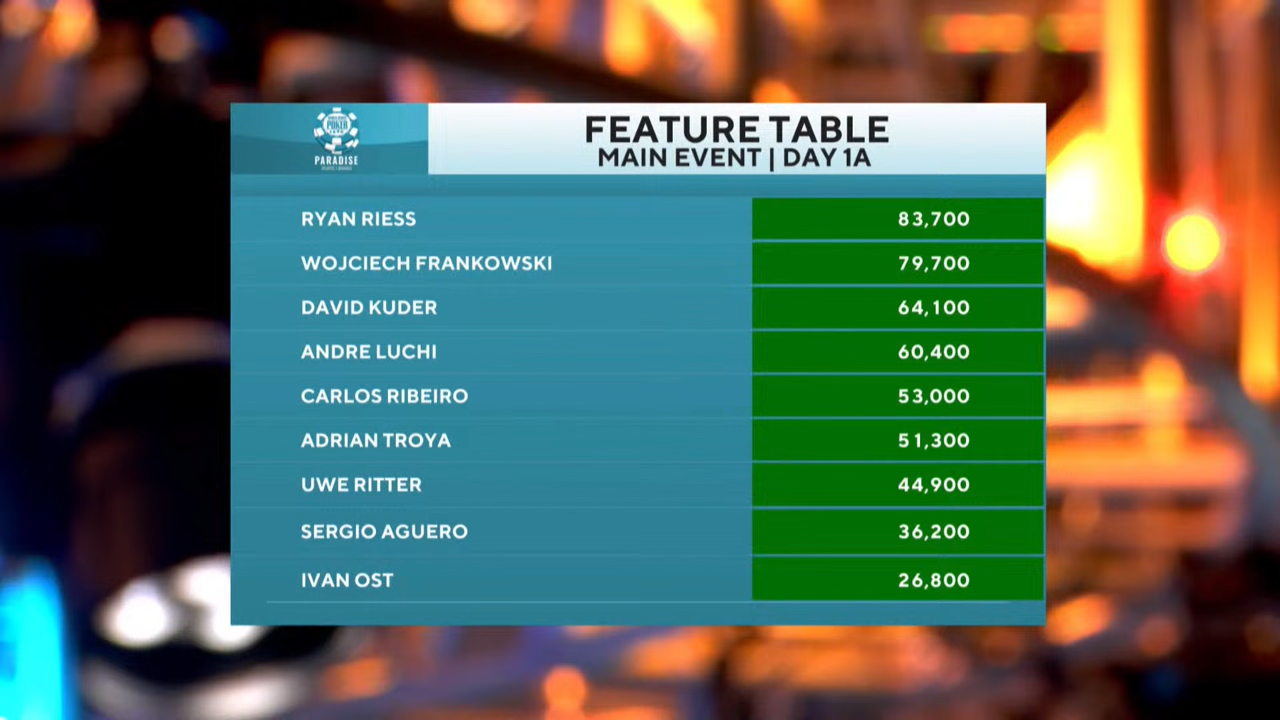 POKER
PARADISE
FEATURE TABLE
MAIN EVENT | DAY 1A
RYAN RIESS 83,700
WOJCIECH FRANKOWSKI 79,700
DAVID KUDER 64,100
ANDRE LUCHI 60,400
CARLOS RIBEIRO 53,000
ADRIAN TROYA 51,300
UWE RITTER 44,900
SERGIO AGUERO 36,200
IVAN OST 26,800